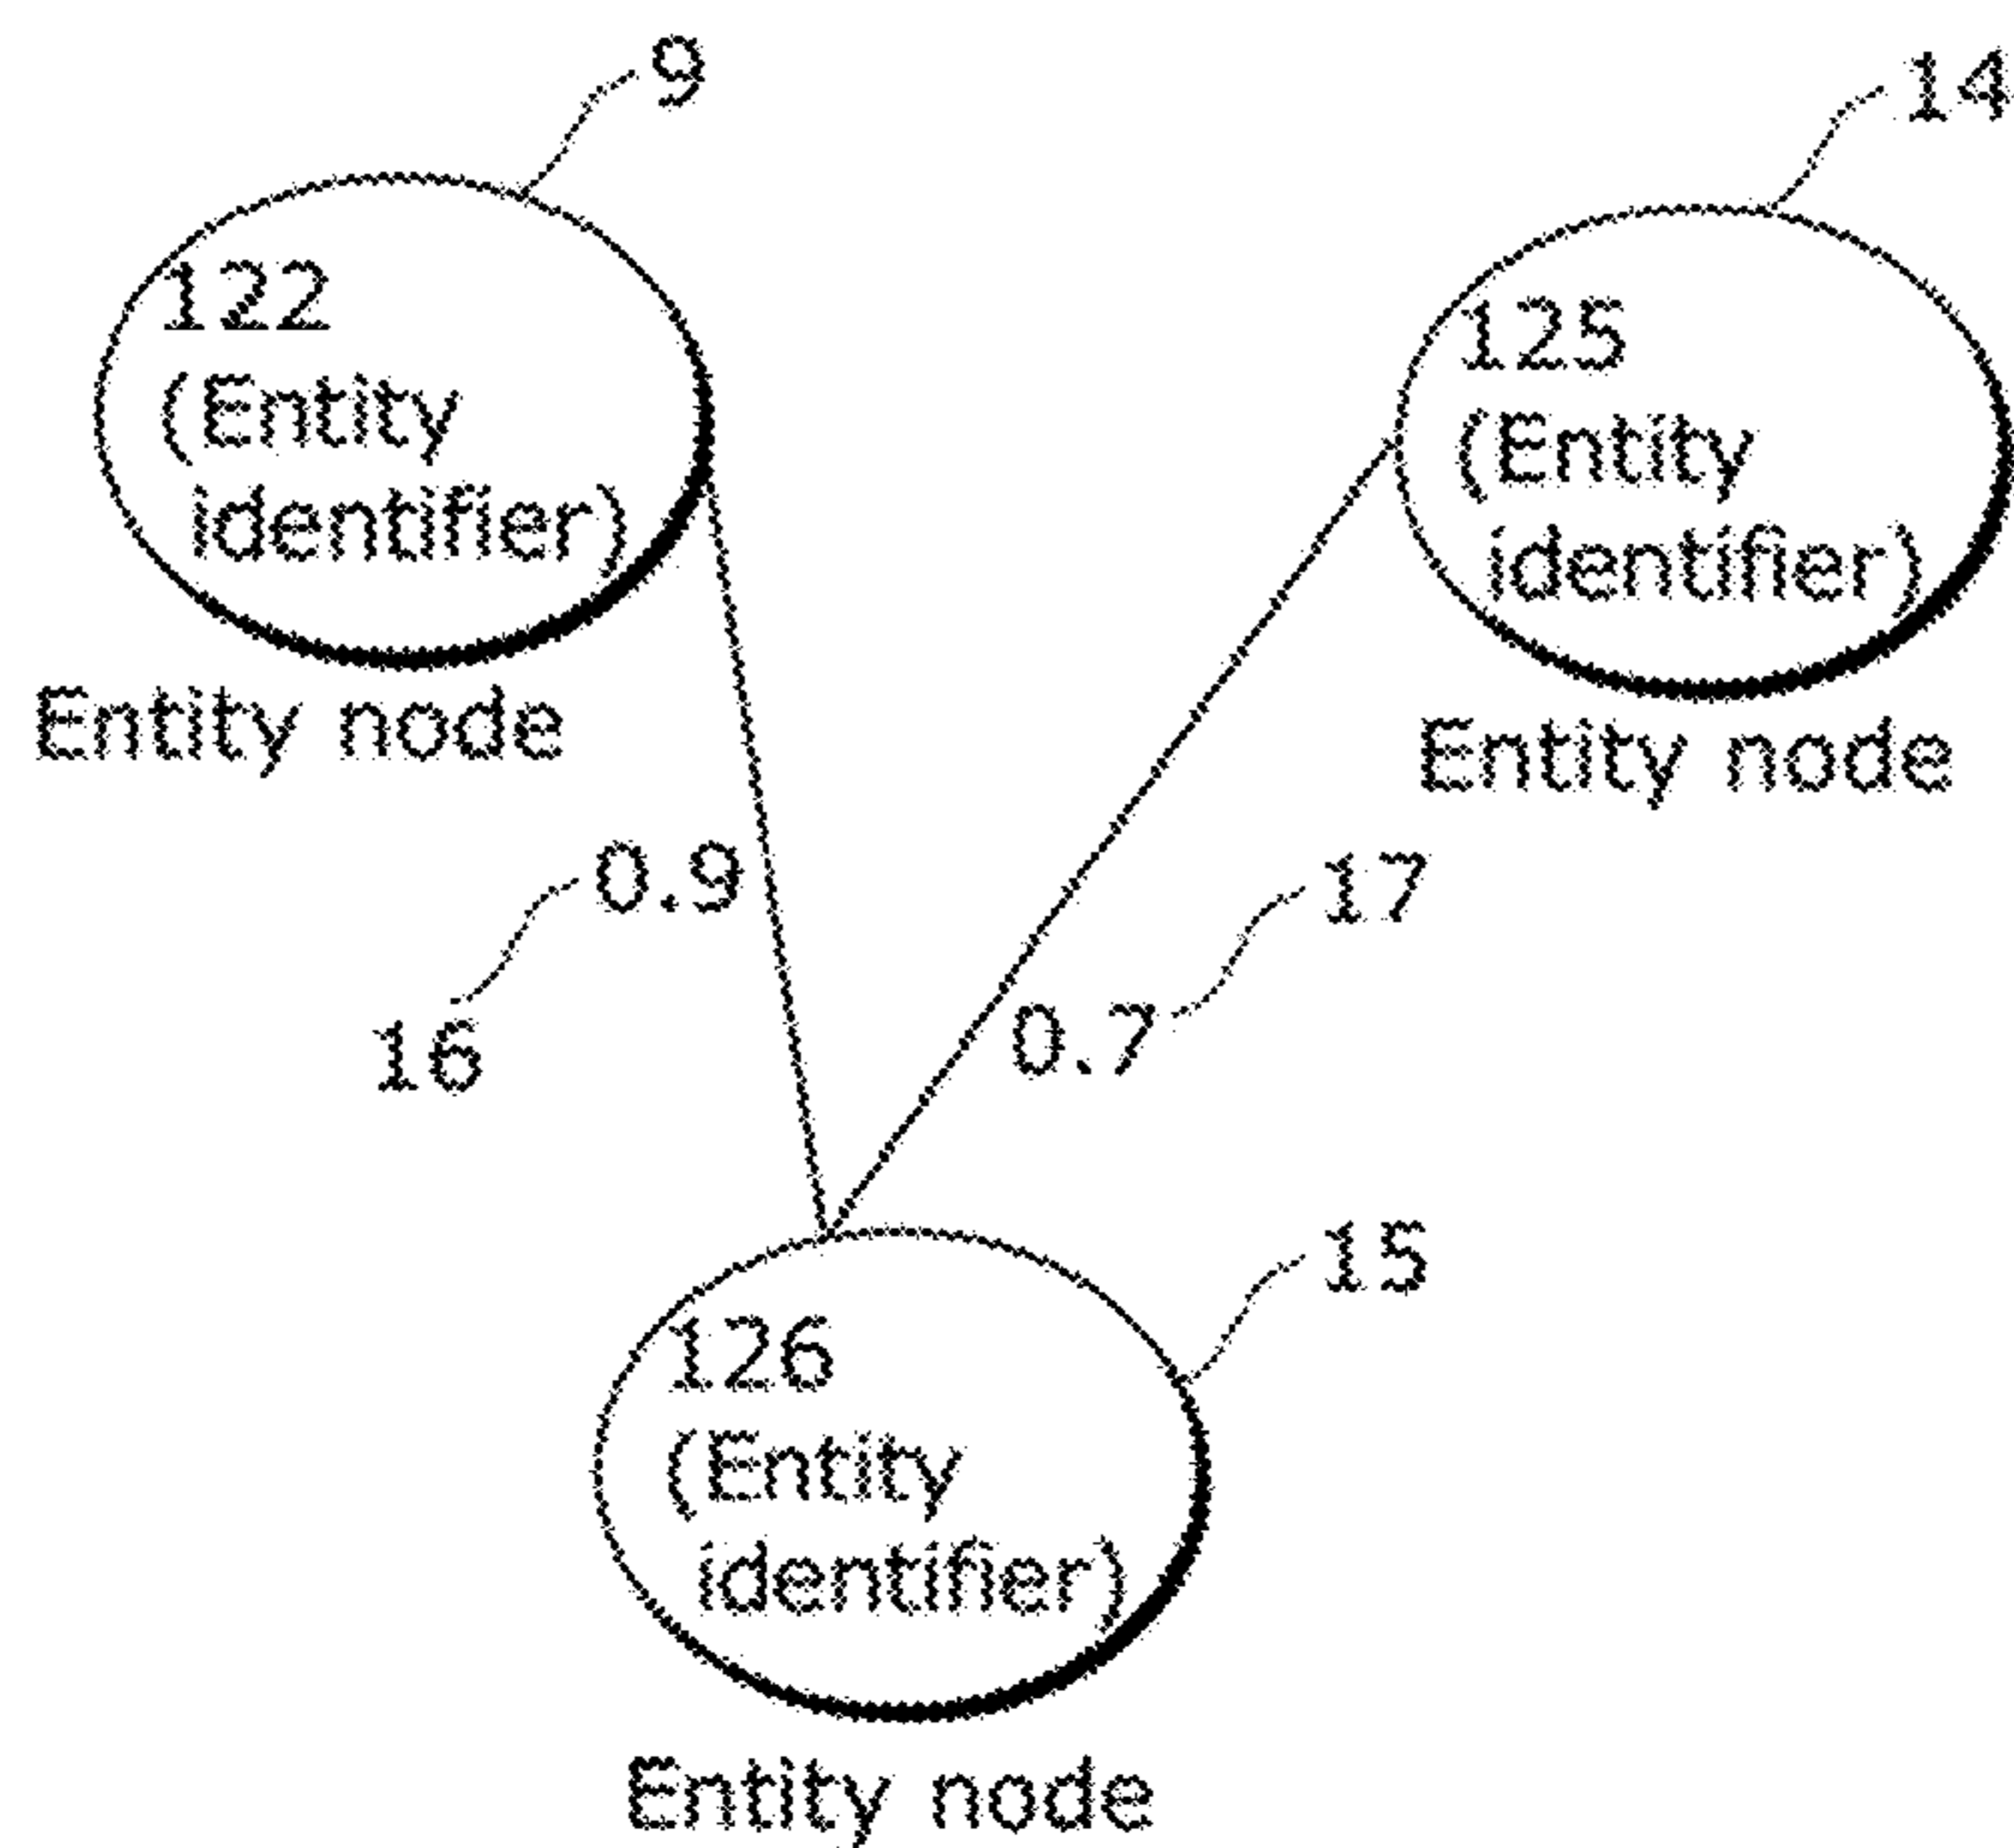 9
14
122
(Entity
identifier)
Entity node
125
(Entity
identifier)
Entity node
0.9
16
17
0.7
15
126
(Entity
identifier)
Entity node